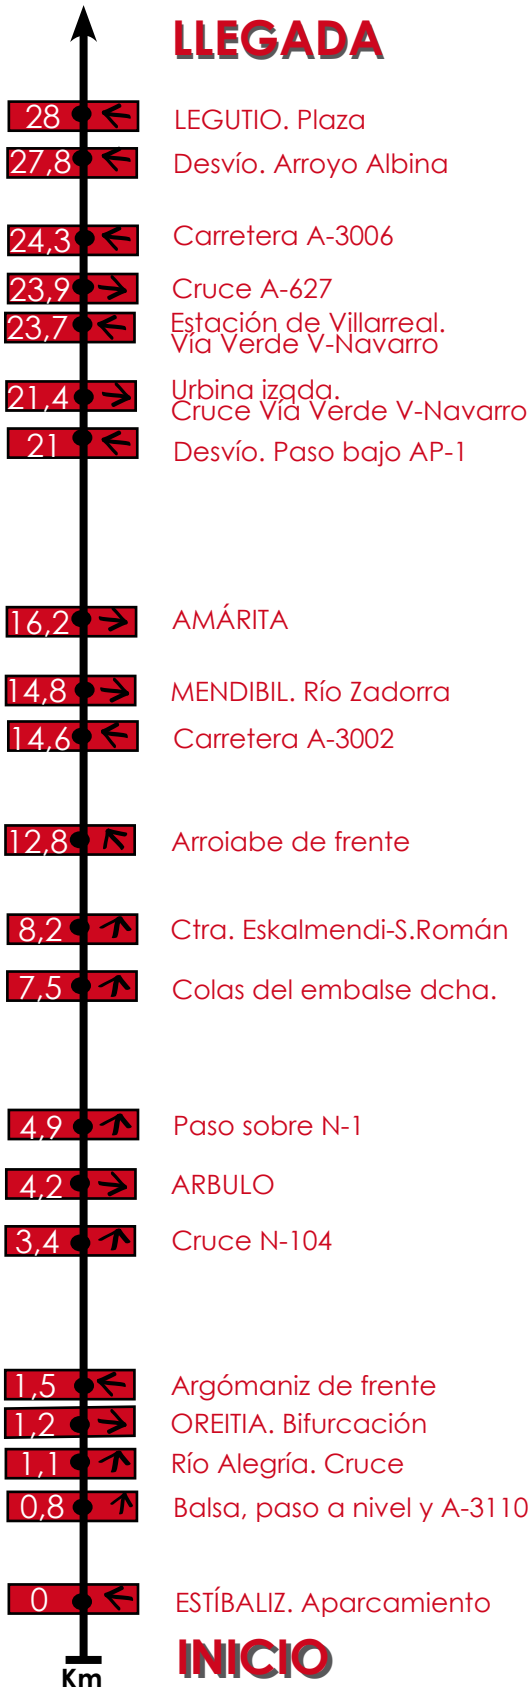 LLEGADA
28 LEGUTIO. Plaza
27,8 Desvío. Arroyo Albina
24,3 Carretera A-3006
23,9 Cruce A-627
23,7 Estación de Villarreal.
Vía Verde V-Navarro
21,4 Urbina izqda.
Cruce Vía Verde V-Navarro
21 Desvío. Paso bajo AP-1
16,2 AMÁRITA
14,8 MENDIBIL. Río Zadorra
14,6 Carretera A-3002
12,8 Arroiabe de frente
8,2 Ctra. Eskalmendi-S.Román
7,5 Colas del embalse dcha.
4,9 Paso sobre N-1
4,2 ARBULO
3,4 Cruce N-104
1,5 Argómaniz de frente
1,2 OREITIA. Bifurcación
1,1 Río Alegría. Cruce
0,8 Balsa, paso a nivel y A-3110
0 ESTÍBALIZ. Aparcamiento
INICIO
Km